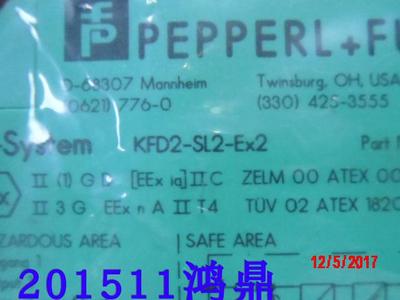 PEPPERL+FU
D-68307 Mannheim
Twinsburg, OH, USA
(0621) 776-0
(330) 425-3555
-System KFD2-SL2-Ex2 Part
II (1) G D [EEx ia] II C ZELM 00 ATEX 00
II 3 G EEx n A II T4 TÜV 02 ATEX 1820
ZARDOUS AREA
SAFE AREA
12/5/2017
201511鸿鼎